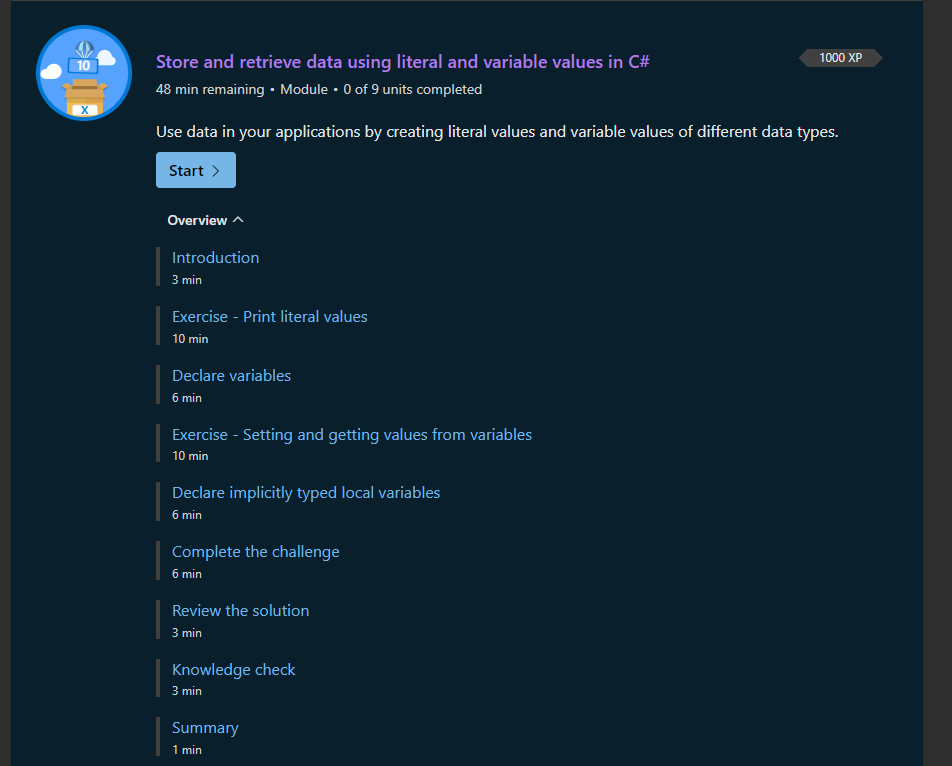 10
X
Store and retrieve data using literal and variable values in C#
1000 XP
48 min remaining • Module • 0 of 9 units completed
Use data in your applications by creating literal values and variable values of different data types.
Start
Overview
Introduction
3 min
Exercise - Print literal values
10 min
Declare variables
6 min
Exercise - Setting and getting values from variables
10 min
Declare implicitly typed local variables
6 min
Complete the challenge
6 min
Review the solution
3 min
Knowledge check
3 min
Summary
1 min